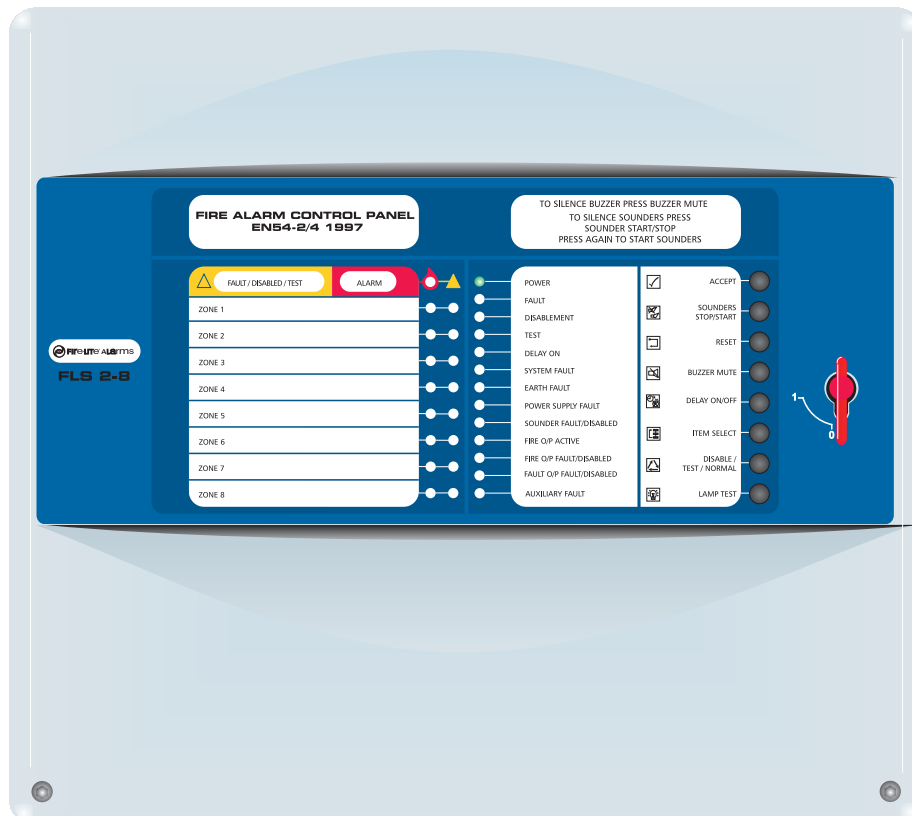 FIRE ALARM CONTROL PANEL
EN54-2/4 1997
TO SILENCE BUZZER PRESS BUZZER MUTE
TO SILENCE SOUNDERS PRESS
SOUNDER START/STOP
PRESS AGAIN TO START SOUNDERS
FAULT / DISABLED / TEST
ALARM
ZONE 1
ZONE 2
ZONE 3
ZONE 4
ZONE 5
ZONE 6
ZONE 7
ZONE 8
FLS 2-8
POWER
FAULT
DISABLEMENT
TEST
DELAY ON
SYSTEM FAULT
EARTH FAULT
POWER SUPPLY FAULT
SOUNDER FAULT/DISABLED
FIRE O/P ACTIVE
FIRE O/P FAULT/DISABLED
FAULT O/P FAULT/DISABLED
AUXILIARY FAULT
ACCEPT
SOUNDERS
STOP/START
RESET
BUZZER MUTE
DELAY ON/OFF
ITEM SELECT
DISABLE /
TEST / NORMAL
LAMP TEST
1
0